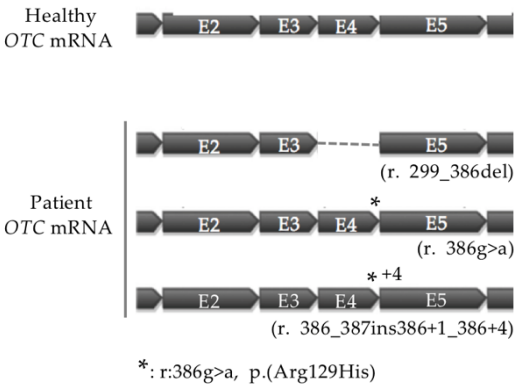 Healthy
OTC mRNA
E2 E3 E4 E5
Patient
OTC mRNA
E2 E3 E5
(r. 299_386del)
*
E2 E3 E4 E5
(r. 386g>a)
* +4
E2 E3 E4 E5
(r. 386_387ins386+1_386+4)
*: r:386g>a, p.(Arg129His)